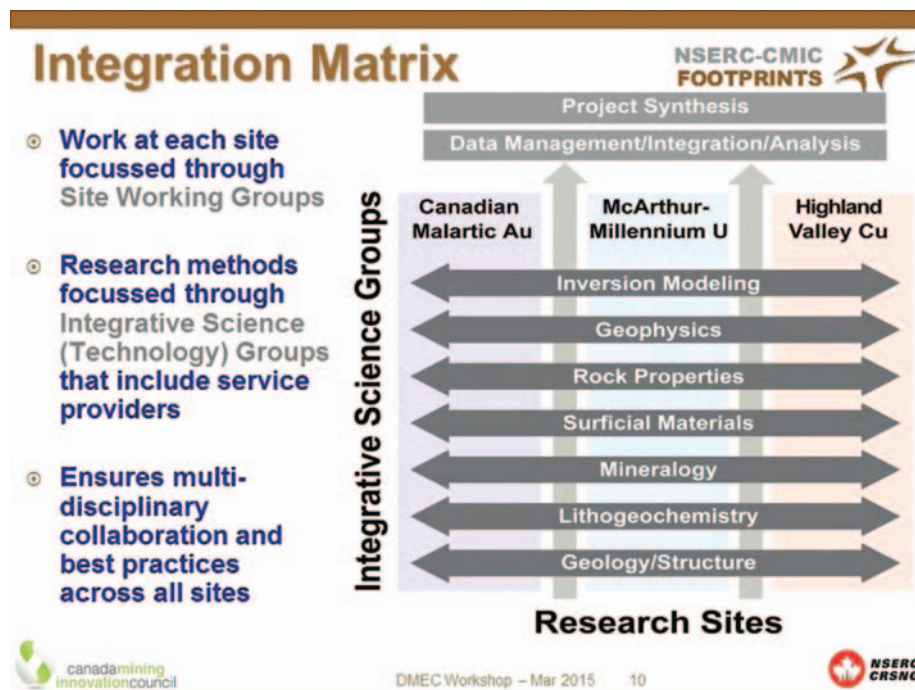 Integration Matrix
NSERC-CMIC
FOOTPRINTS
Work at each site
focussed through
Site Working Groups
Research methods
focussed through
Integrative Science
(Technology) Groups
that include service
providers
Ensures multi-
disciplinary
collaboration and
best practices
across all sites
Project Synthesis
Data Management/Integration/Analysis
Integrative Science Groups
Canadian
Malartic Au
McArthur-
Millennium U
Highland
Valley Cu
Inversion Modeling
Geophysics
Rock Properties
Surficial Materials
Mineralogy
Lithogeochemistry
Geology/Structure
Research Sites
canadamining
innovationcouncil
DMEC Workshop – Mar 2015 10
NSERC
CRSNG